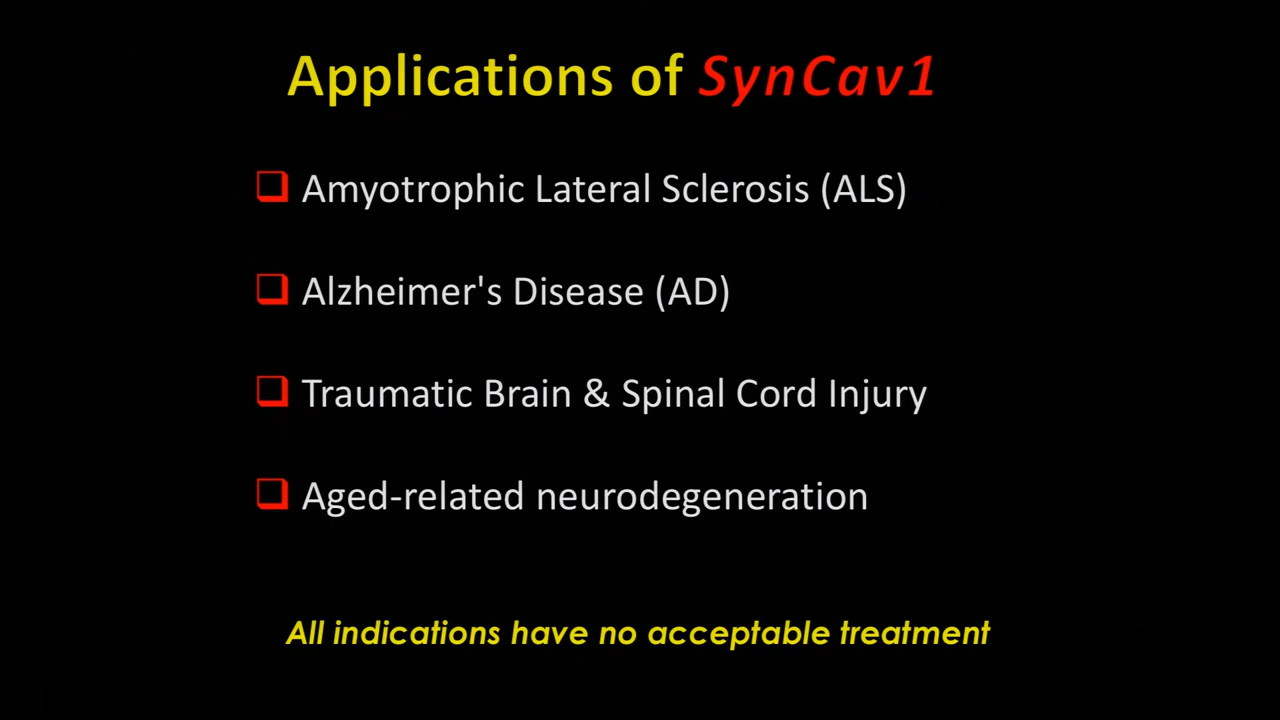 Applications of SynCav1
Amyotrophic Lateral Sclerosis (ALS)
Alzheimer's Disease (AD)
Traumatic Brain & Spinal Cord Injury
Aged-related neurodegeneration
All indications have no acceptable treatment